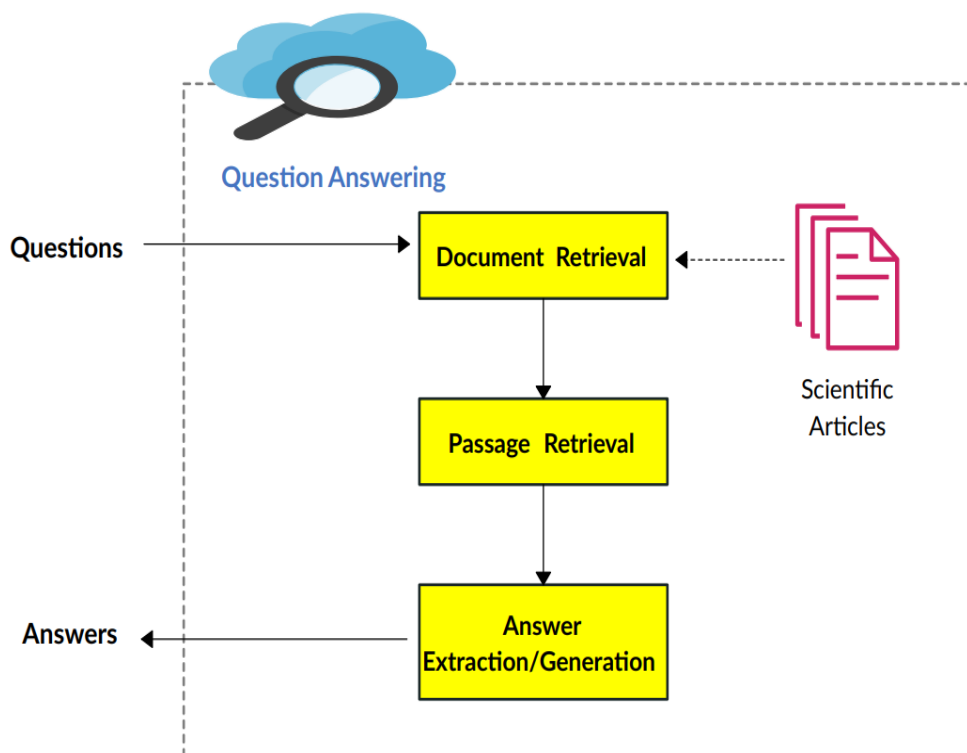 Question Answering
Questions
Document Retrieval
Scientific
Articles
Passage Retrieval
Answers
Answer
Extraction/Generation